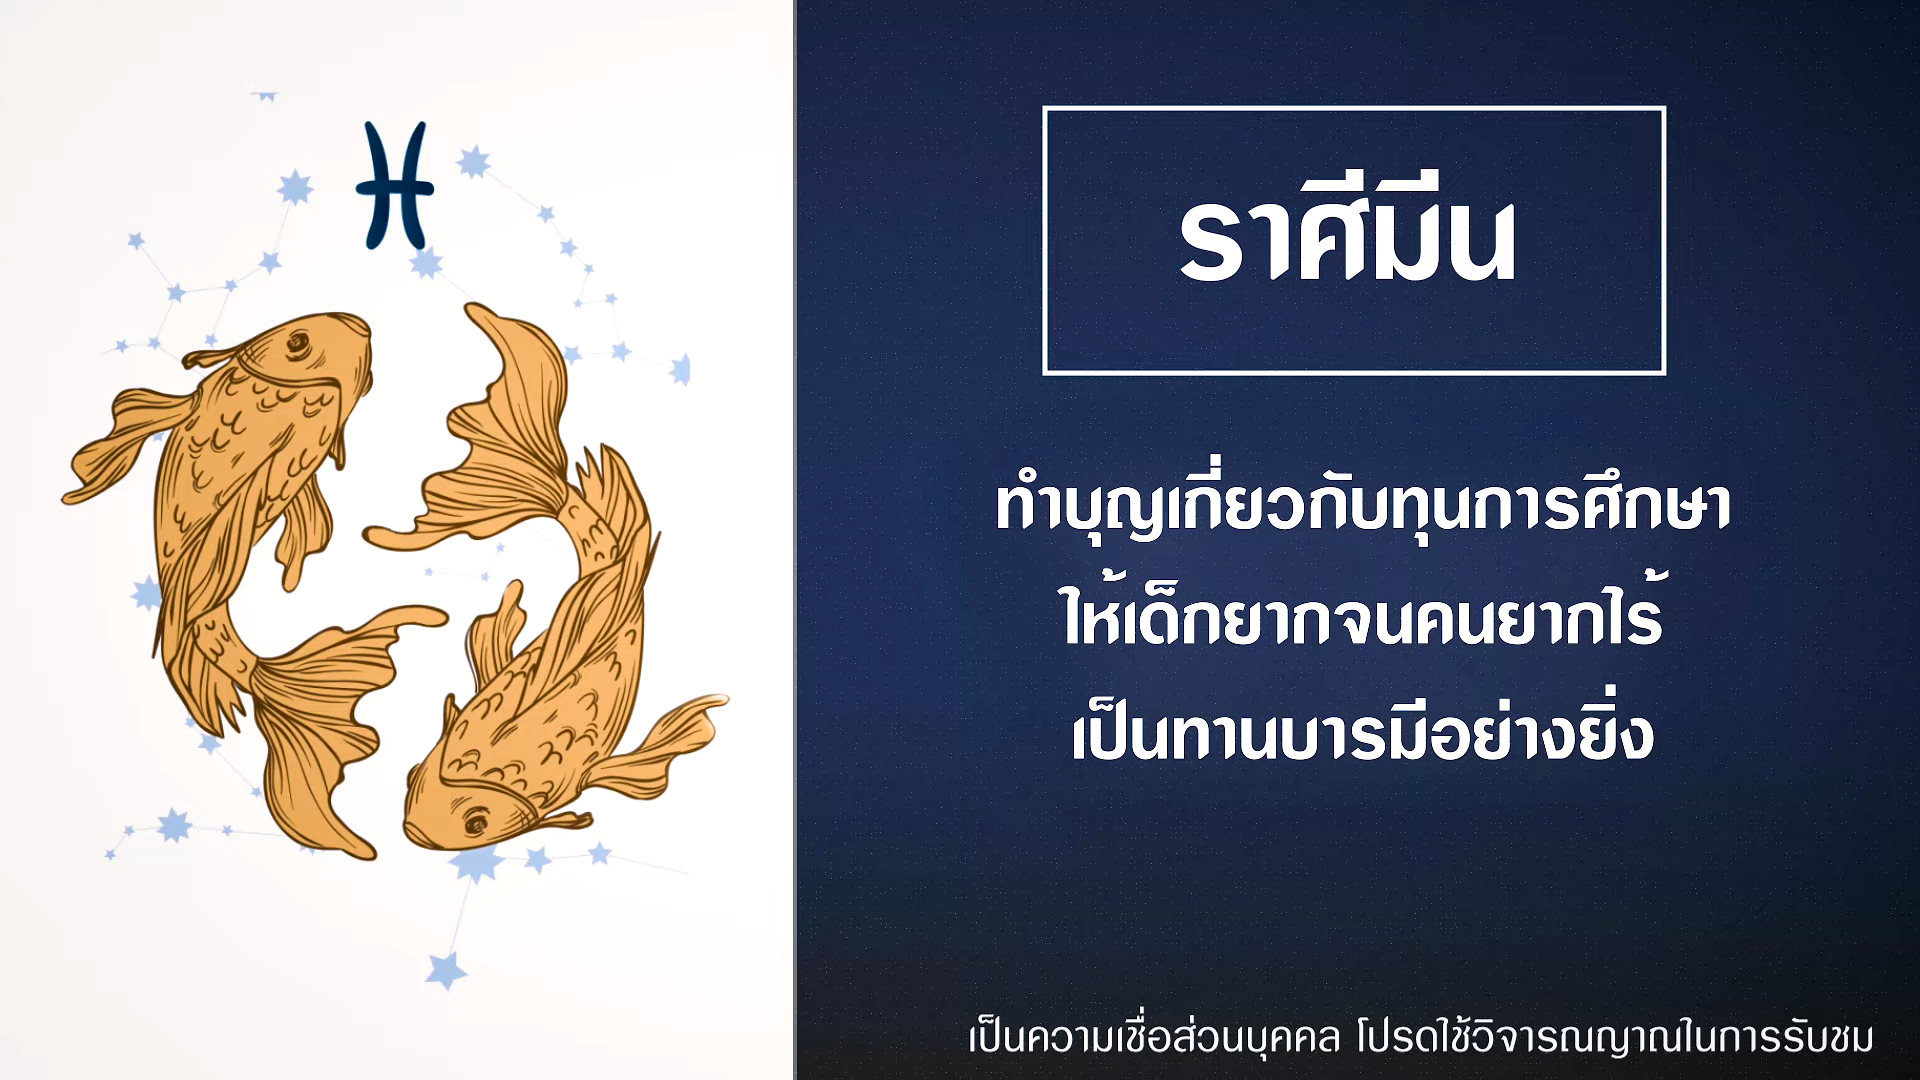 ราศีมีน
ทำบุญเกี่ยวกับทุนการศึกษา
ให้เด็กยากจนคนยากไร้
เป็นทานบารมีอย่างยิ่ง
เป็นความเชื่อส่วนบุคคล โปรดใช้วิจารณญาณในการรับชม